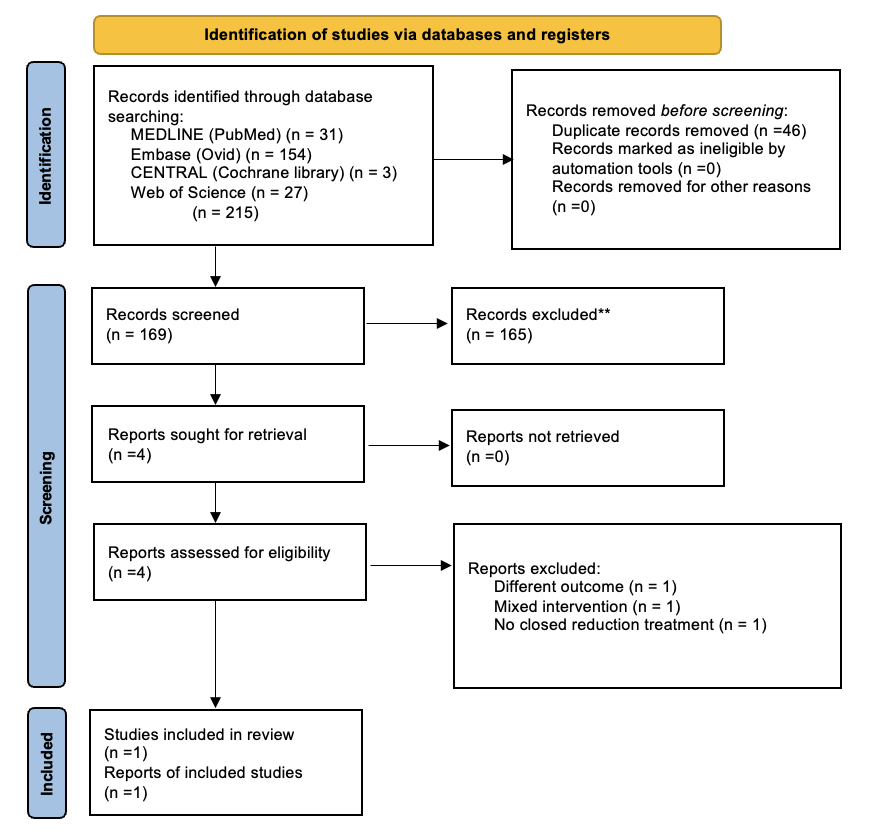 Identification of studies via databases and registers
Identification
Records identified through database
searching:
MEDLINE (PubMed) (n = 31)
Embase (Ovid) (n = 154)
CENTRAL (Cochrane library) (n = 3)
Web of Science (n = 27)
(n = 215)
Records removed before screening:
Duplicate records removed (n =46)
Records marked as ineligible by
automation tools (n =0)
Records removed for other reasons
(n =0)
Screening
Records screened
(n = 169)
Records excluded**
(n = 165)
Reports sought for retrieval
(n =4)
Reports not retrieved
(n =0)
Reports assessed for eligibility
(n =4)
Reports excluded:
Different outcome (n = 1)
Mixed intervention (n = 1)
No closed reduction treatment (n = 1)
Included
Studies included in review
(n =1)
Reports of included studies
(n =1)